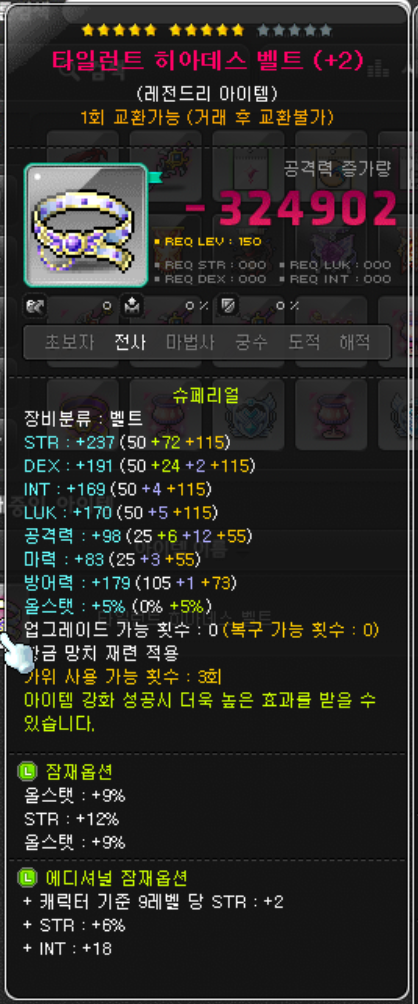 타일런트 히아데스 벨트 (+2)
(레전드리 아이템)
1회 교환가능 (거래 후 교환불가)
공격력 증가량
-324902
REQ LEV : 150
REQ STR : 000 REQ LUK : 000
REQ DEX : 000 REQ INT : 000
0 0 % 0 %
초보자 전사 마법사 궁수 도적 해적
슈페리얼
장비분류 : 벨트
STR : +237 (50 +72 +115)
DEX : +191 (50 +24 +2 +115)
INT : +169 (50 +4 +115)
LUK : +170 (50 +5 +115)
공격력 : +98 (25 +6 +12 +55)
마력 : +83 (25 +3 +55)
방어력 : +179 (105 +1 +73)
올스탯 : +5% (0% +5%)
업그레이드 가능 횟수 : 0 (복구 가능 횟수 : 0)
황금 망치 재련 적용
가위 사용 가능 횟수 : 3회
아이템 강화 성공시 더욱 높은 효과를 받을 수
있습니다.
L 잠재옵션
올스탯 : +9%
STR : +12%
올스탯 : +9%
L 에디셔널 잠재옵션
+ 캐릭터 기준 9레벨 당 STR : +2
+ STR : +6%
+ INT : +18